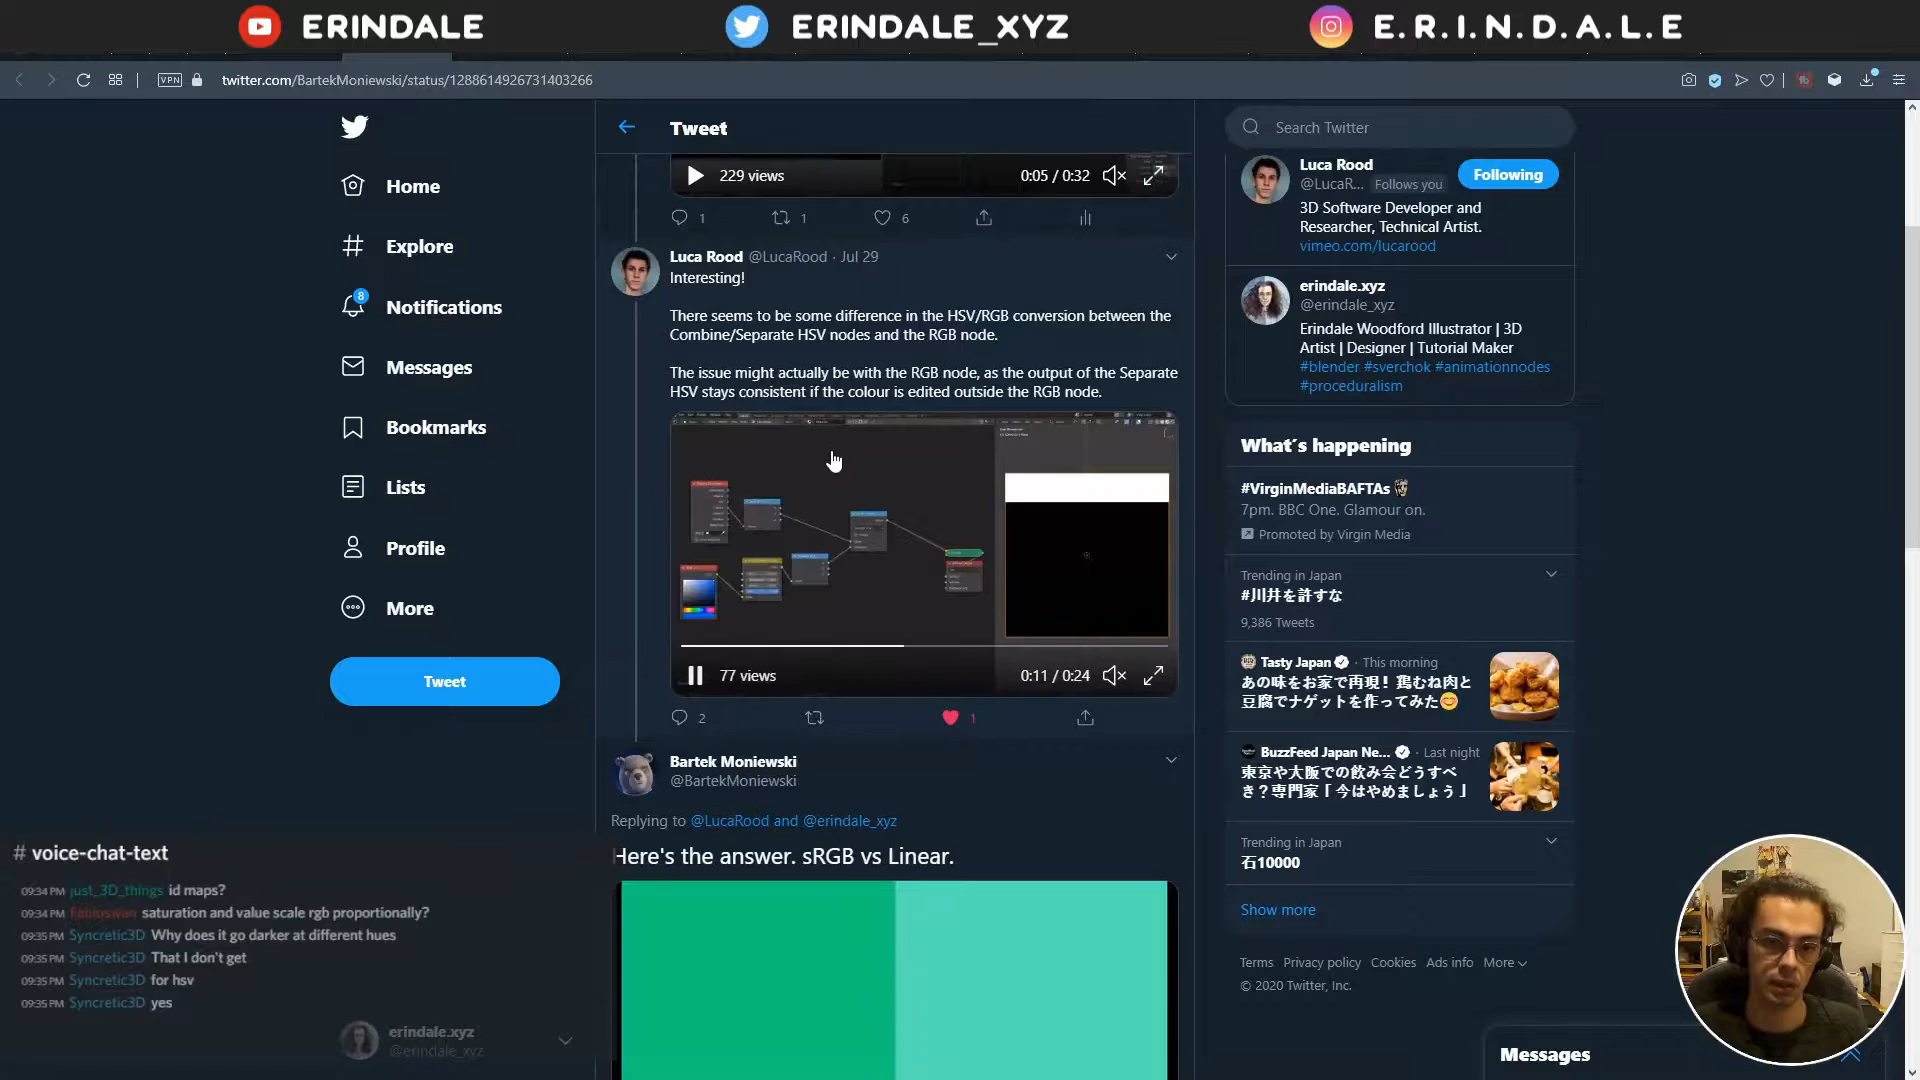 ERINDALE
ERINDALE_XYZ
E.R.I.N.D.A.L.E
VPN
twitter.com/BartekMoniewski/status/1288614926731403266
Home
Explore
8
Notifications
Messages
Bookmarks
Lists
Profile
More
Tweet
Tweet
229 views
0:05 / 0:32
1
1
6
Luca Rood @LucaRood · Jul 29
Interesting!
There seems to be some difference in the HSV/RGB conversion between the
Combine/Separate HSV nodes and the RGB node.
The issue might actually be with the RGB node, as the output of the Separate
HSV stays consistent if the colour is edited outside the RGB node.
77 views
0:11 / 0:24
2
1
Bartek Moniewski
@BartekMoniewski
Replying to @LucaRood and @erindale_xyz
Here's the answer. sRGB vs Linear.
Search Twitter
Luca Rood
@LucaR... Follows you
Following
3D Software Developer and
Researcher, Technical Artist.
vimeo.com/lucarood
erindale.xyz
@erindale_xyz
Erindale Woodford Illustrator | 3D
Artist | Designer | Tutorial Maker
#blender #sverchok #animationnodes
#proceduralism
What's happening
#VirginMediaBAFTAs
7pm. BBC One. Glamour on.
Promoted by Virgin Media
Trending in Japan
#川井を許すな
9,386 Tweets
Tasty Japan · This morning
あの味をお家で再現！鶏むね肉と
豆腐でナゲットを作ってみた😊
BuzzFeed Japan Ne... · Last night
東京や大阪での飲み会どうすべ
き？専門家「今はやめましょう」
Trending in Japan
石10000
Show more
Terms Privacy policy Cookies Ads info More
© 2020 Twitter, Inc.
Messages
# voice-chat-text
09:34 PM just_3D_things id maps?
09:34 PM Fabioswan saturation and value scale rgb proportionally?
09:35 PM Syncretic3D Why does it go darker at different hues
09:35 PM Syncretic3D That I don't get
09:35 PM Syncretic3D for hsv
09:35 PM Syncretic3D yes
erindale.xyz
@erindale_xyz